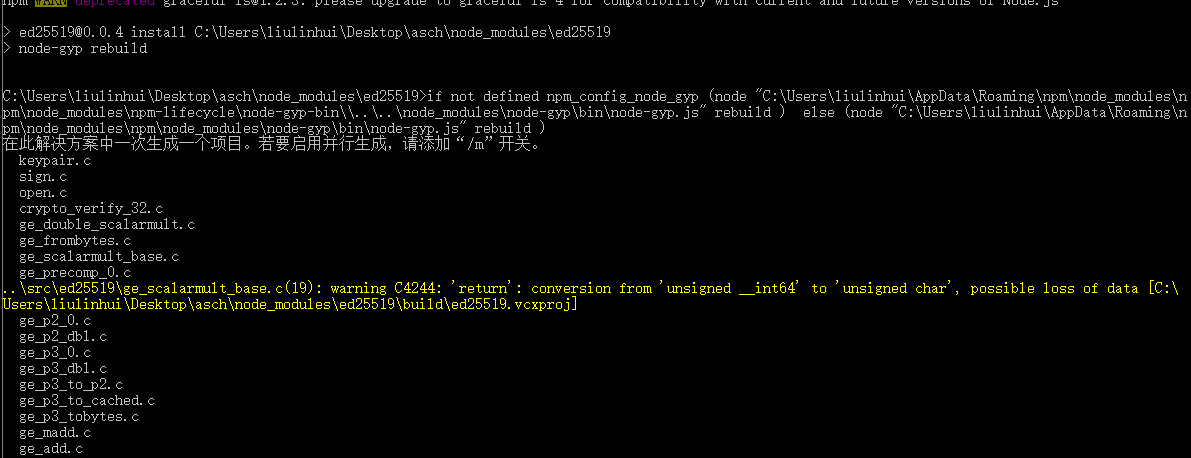 npm WARN deprecated graceful-fs@1.2.3: please upgrade to graceful-fs 4 for compatibility with current and future versions of Node.js
> ed25519@0.0.4 install C:\Users\liulinhui\Desktop\asch\node_modules\ed25519
> node-gyp rebuild
C:\Users\liulinhui\Desktop\asch\node_modules\ed25519>if not defined npm_config_node_gyp (node "C:\Users\liulinhui\AppData\Roaming\npm\node_modules\n
pm\node_modules\npm-lifecycle\node-gyp-bin\\..\..\node_modules\node-gyp\bin\node-gyp.js" rebuild )  else (node "C:\Users\liulinhui\AppData\Roaming\n
pm\node_modules\npm\node_modules\node-gyp\bin\node-gyp.js" rebuild )
在此解决方案中一次生成一个项目。若要启用并行生成，请添加“/m”开关。
keypair.c
sign.c
open.c
crypto_verify_32.c
ge_double_scalarmult.c
ge_frombytes.c
ge_scalarmult_base.c
ge_precomp_0.c
..\src\ed25519\ge_scalarmult_base.c(19): warning C4244: 'return': conversion from 'unsigned __int64' to 'unsigned char', possible loss of data [C:\
Users\liulinhui\Desktop\asch\node_modules\ed25519\build\ed25519.vcxproj]
ge_p2_0.c
ge_p2_dbl.c
ge_p3_0.c
ge_p3_dbl.c
ge_p3_to_p2.c
ge_p3_to_cached.c
ge_p3_tobytes.c
ge_madd.c
ge_add.c